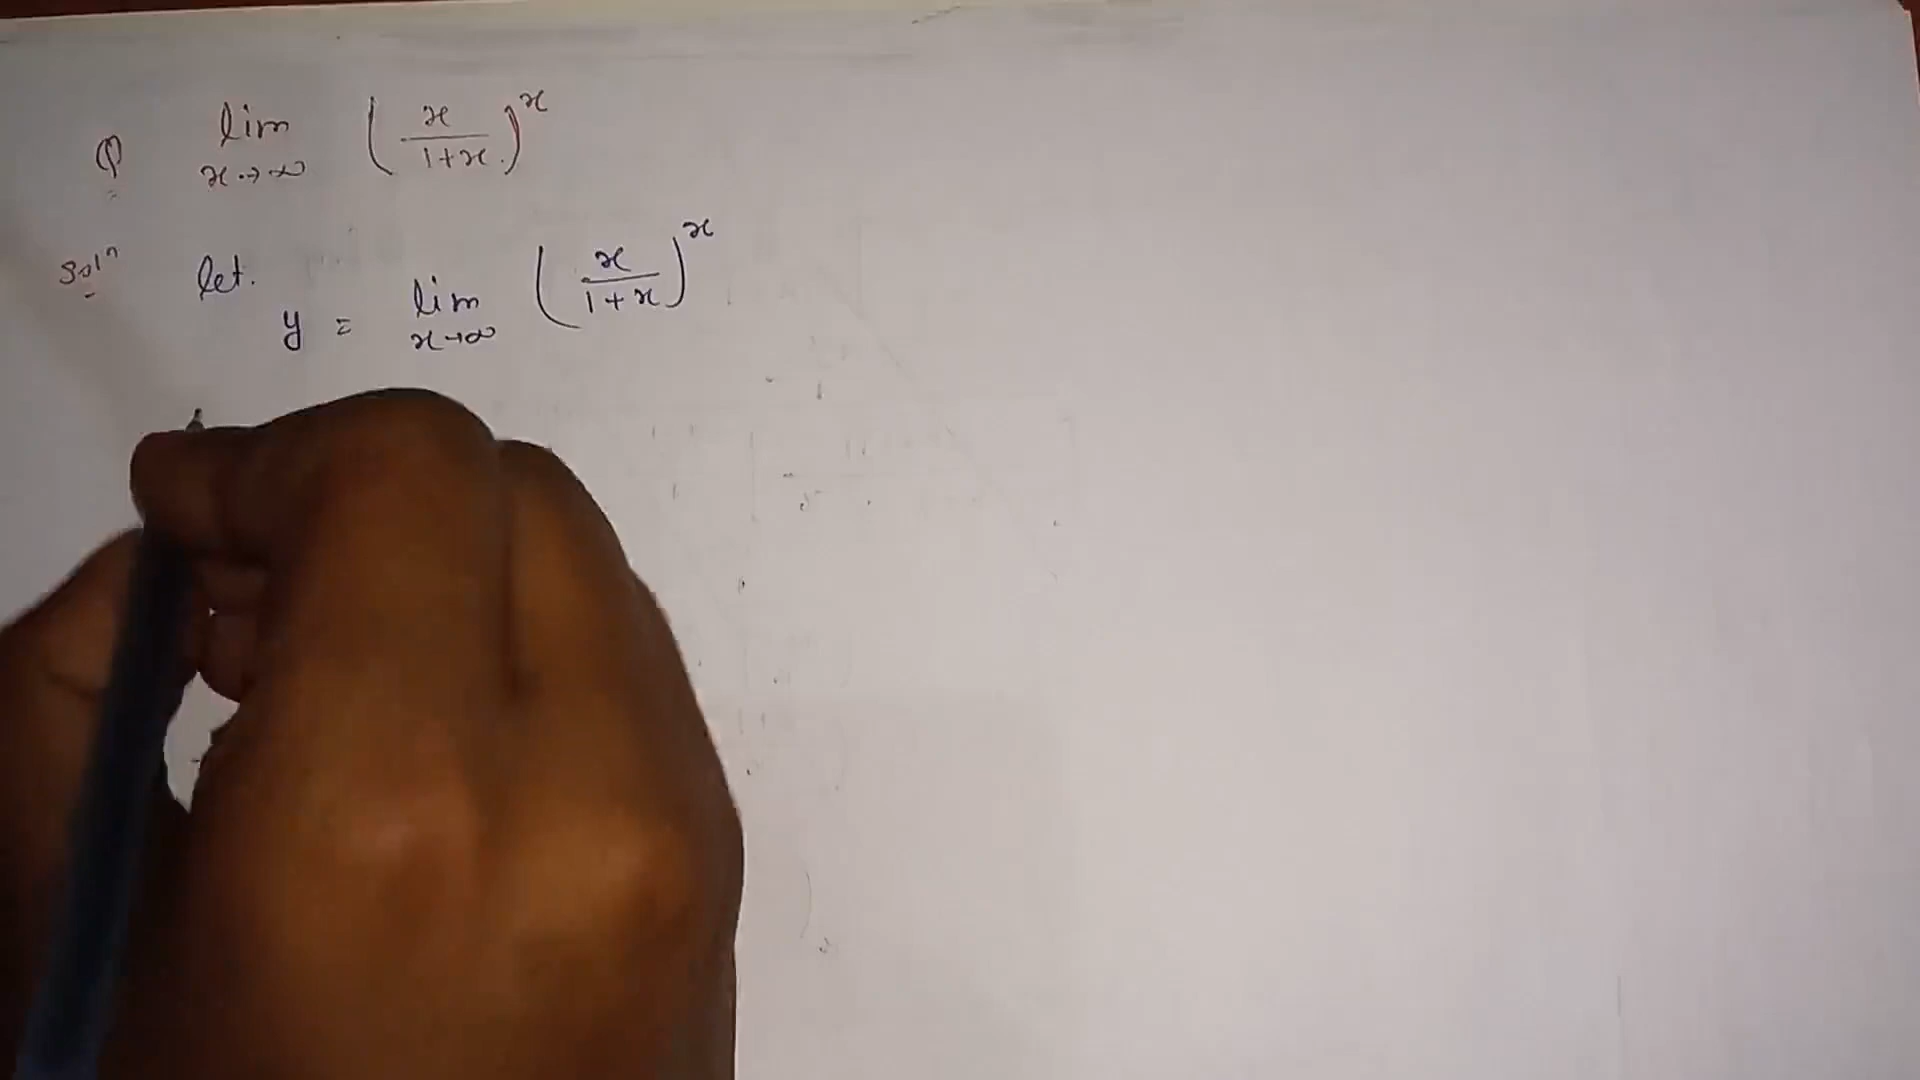 Q lim x→∞ (x/(1+x))^x
Solⁿ let.
y = lim x→∞ (x/(1+x))^x